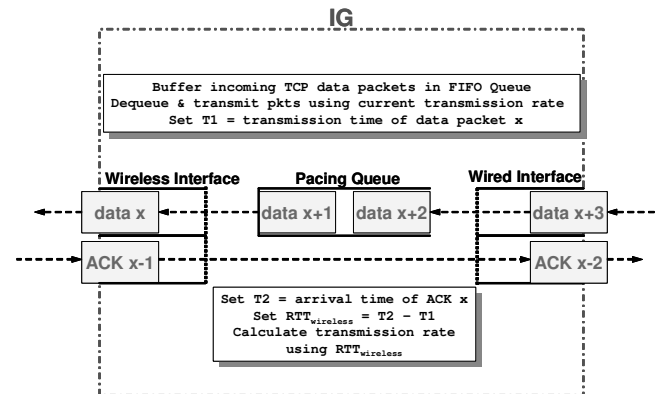 IG
Buffer incoming TCP data packets in FIFO Queue
Dequeue & transmit pkts using current transmission rate
Set T1 = transmission time of data packet x
Wireless Interface
Pacing Queue
Wired Interface
data x
data x+1
data x+2
data x+3
ACK x-1
ACK x-2
Set T2 = arrival time of ACK x
Set RTTwireless = T2 – T1
Calculate transmission rate
using RTTwireless